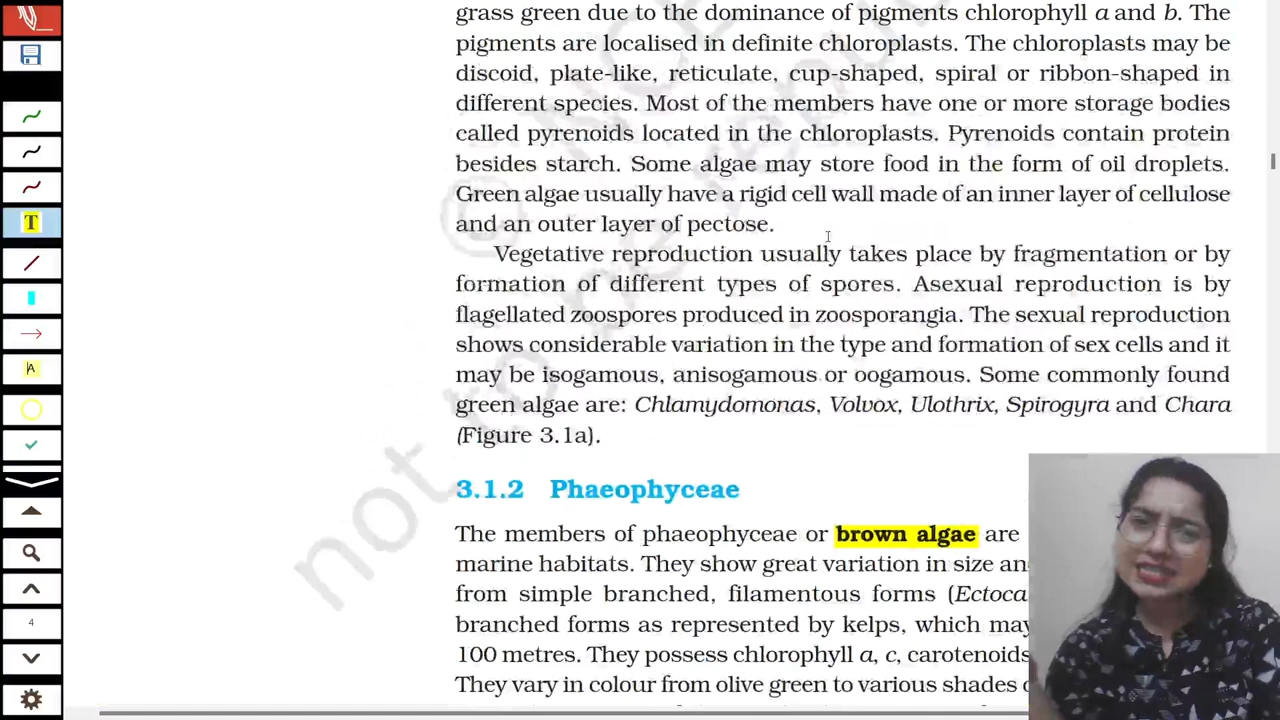 grass green due to the dominance of pigments chlorophyll a and b. The
pigments are localised in definite chloroplasts. The chloroplasts may be
discoid, plate-like, reticulate, cup-shaped, spiral or ribbon-shaped in
different species. Most of the members have one or more storage bodies
called pyrenoids located in the chloroplasts. Pyrenoids contain protein
besides starch. Some algae may store food in the form of oil droplets.
Green algae usually have a rigid cell wall made of an inner layer of cellulose
and an outer layer of pectose.
Vegetative reproduction usually takes place by fragmentation or by
formation of different types of spores. Asexual reproduction is by
flagellated zoospores produced in zoosporangia. The sexual reproduction
shows considerable variation in the type and formation of sex cells and it
may be isogamous, anisogamous or oogamous. Some commonly found
green algae are: Chlamydomonas, Volvox, Ulothrix, Spirogyra and Chara
(Figure 3.1a).
3.1.2 Phaeophyceae
The members of phaeophyceae or brown algae are
marine habitats. They show great variation in size an
from simple branched, filamentous forms (Ectoca
branched forms as represented by kelps, which may
100 metres. They possess chlorophyll a, c, carotenoids
They vary in colour from olive green to various shades
not to be
T
A
4